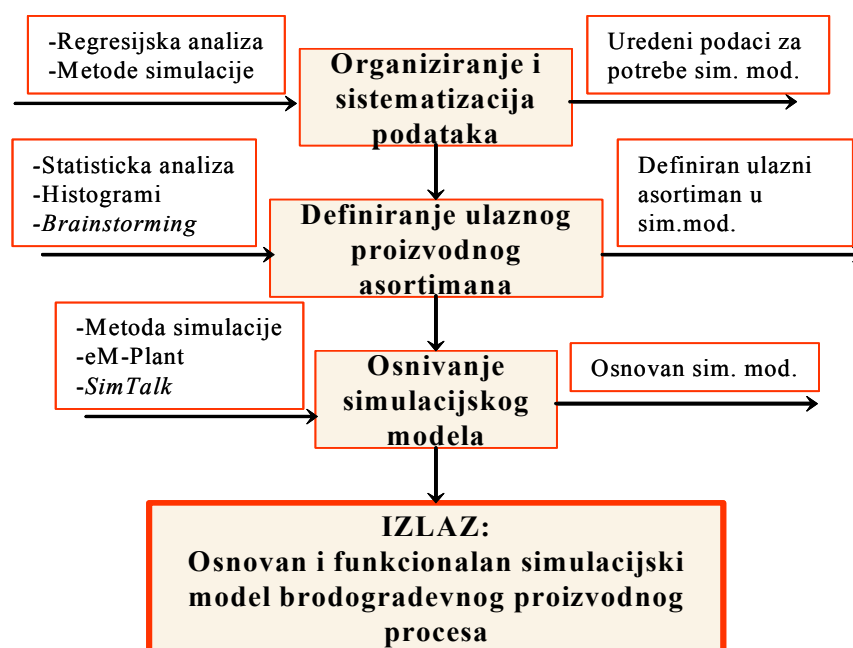 -Regresijska analiza
-Metode simulacije
Organiziranje i
sistematizacija
podataka
Uredeni podaci za
potrebe sim. mod.
-Statisticka analiza
-Histogrami
-Brainstorming
Definiranje ulaznog
proizvodnog
asortimana
Definiran ulazni
asortiman u
sim.mod.
-Metoda simulacije
-eM-Plant
-SimTalk
Osnivanje
simulacijskog
modela
Osnovan sim. mod.
IZLAZ:
Osnovan i funkcionalan simulacijski
model brodogradevnog proizvodnog
procesa